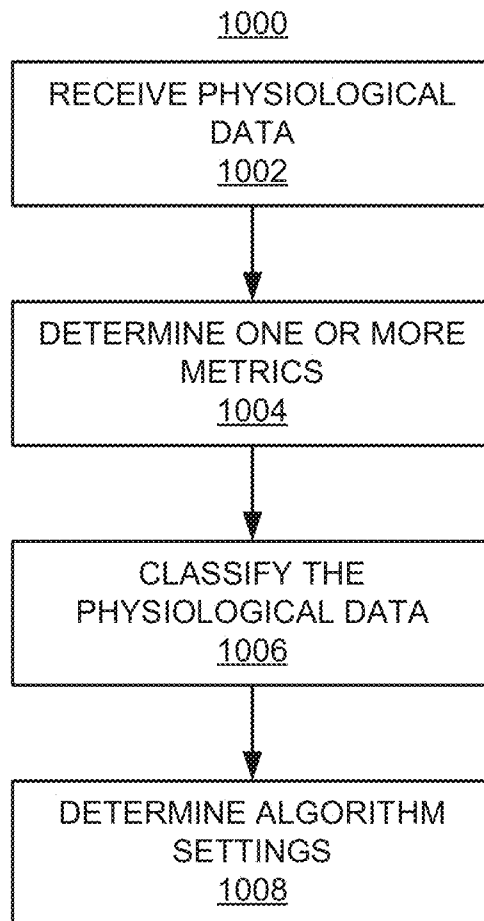 1000
RECEIVE PHYSIOLOGICAL
DATA
1002
DETERMINE ONE OR MORE
METRICS
1004
CLASSIFY THE
PHYSIOLOGICAL DATA
1006
DETERMINE ALGORITHM
SETTINGS
1008